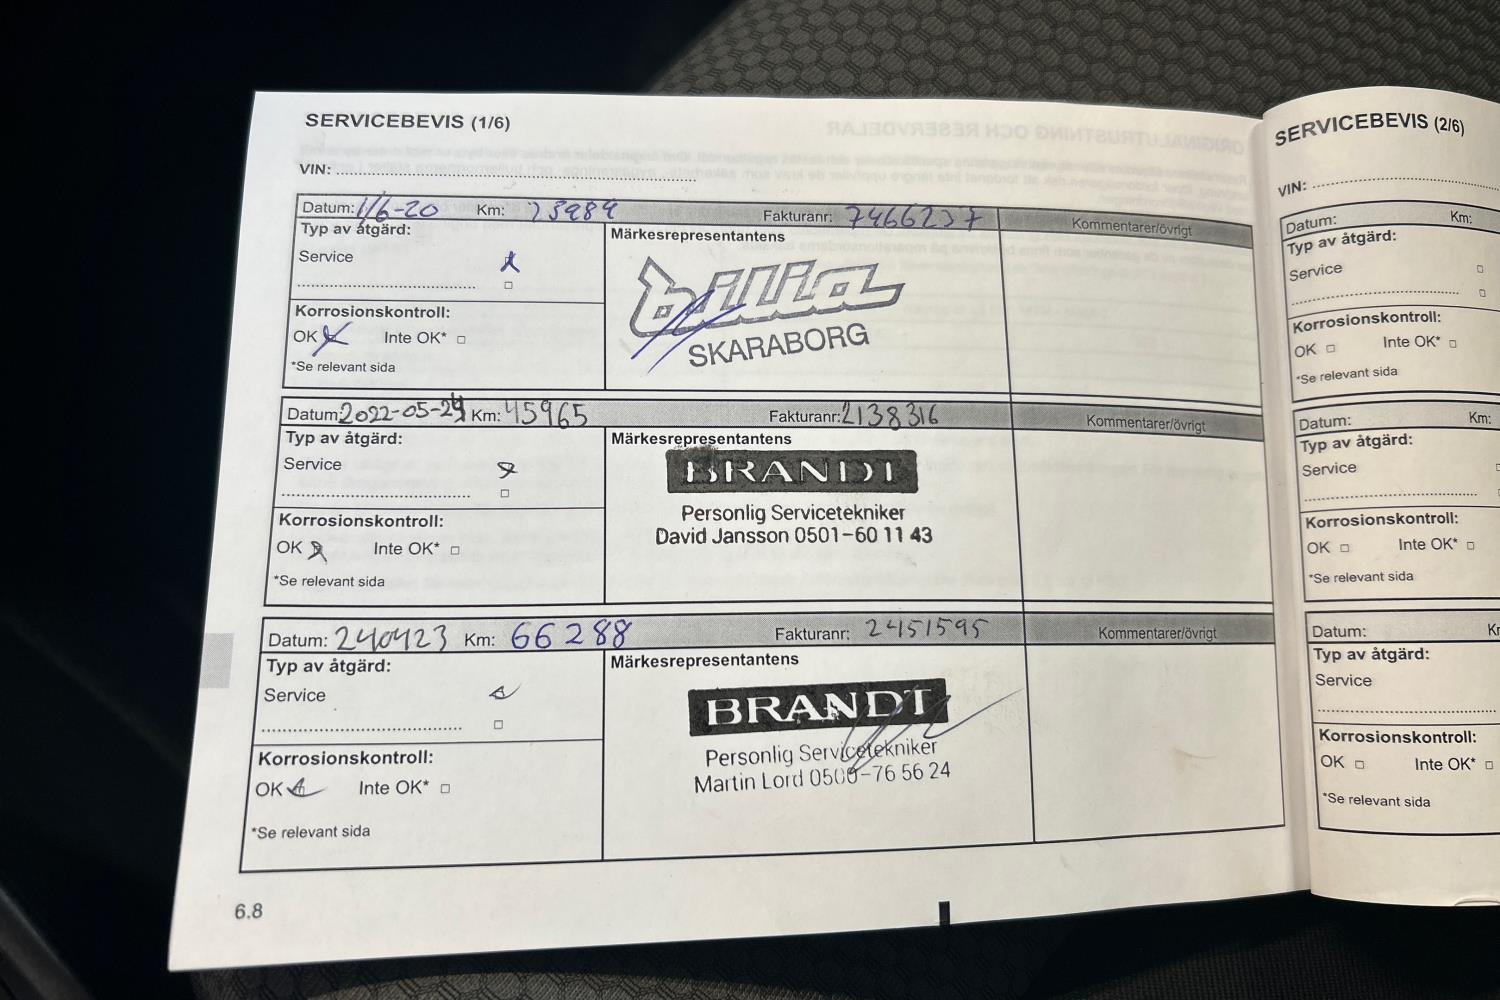 SERVICEBEVIS (1/6)
VIN:
Datum: 1/6-20 Km: 23989 Fakturanr: 7466237 Kommentarer/övrigt
Typ av åtgärd:
Märkesrepresentantens
Service
billia
SKARABORG
Korrosionskontroll:
OK Inte OK*
*Se relevant sida
Datum: 2022-05-24 Km: 45965 Fakturanr: 2138316 Kommentarer/övrigt
Typ av åtgärd:
Märkesrepresentantens
Service
BRANDT
Personlig Servicetekniker
David Jansson 0501-60 11 43
Korrosionskontroll:
OK Inte OK*
*Se relevant sida
Datum: 240423 Km: 66288 Fakturanr: 2451595 Kommentarer/övrigt
Typ av åtgärd:
Märkesrepresentantens
Service
BRANDT
Personlig Servicetekniker
Martin Lord 0500-76 56 24
Korrosionskontroll:
OK Inte OK*
*Se relevant sida
6.8
SERVICEBEVIS (2/6)
VIN:
Datum: Km:
Typ av åtgärd:
Service
Korrosionskontroll:
OK Inte OK*
*Se relevant sida
Datum: Km:
Typ av åtgärd:
Service
Korrosionskontroll:
OK Inte OK*
*Se relevant sida
Datum:
Typ av åtgärd:
Service
Korrosionskontroll:
OK Inte OK*
*Se relevant sida